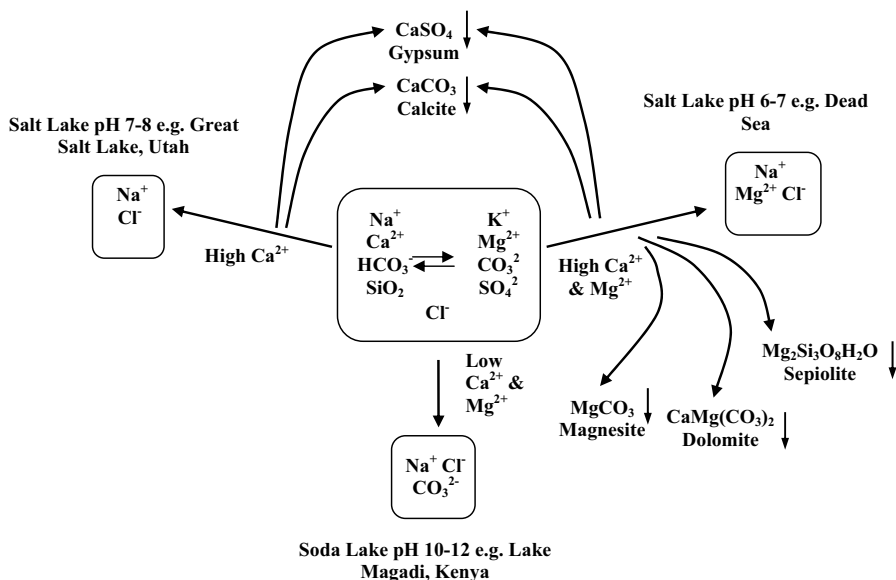 CaSO₄
Gypsum
CaCO₃
Calcite
Salt Lake pH 7-8 e.g. Great
Salt Lake, Utah
Na⁺
Cl⁻
High Ca²⁺
Salt Lake pH 6-7 e.g. Dead
Sea
Na⁺
Mg²⁺ Cl⁻
Na⁺ K⁺
Ca²⁺ Mg²⁺
HCO₃⁻ CO₃²
SiO₂ SO₄²
Cl⁻
High Ca²⁺
& Mg²⁺
Mg₂Si₃O₈H₂O
Sepiolite
MgCO₃
Magnesite
CaMg(CO₃)₂
Dolomite
Low
Ca²⁺ &
Mg²⁺
Na⁺ Cl⁻
CO₃²⁻
Soda Lake pH 10-12 e.g. Lake
Magadi, Kenya